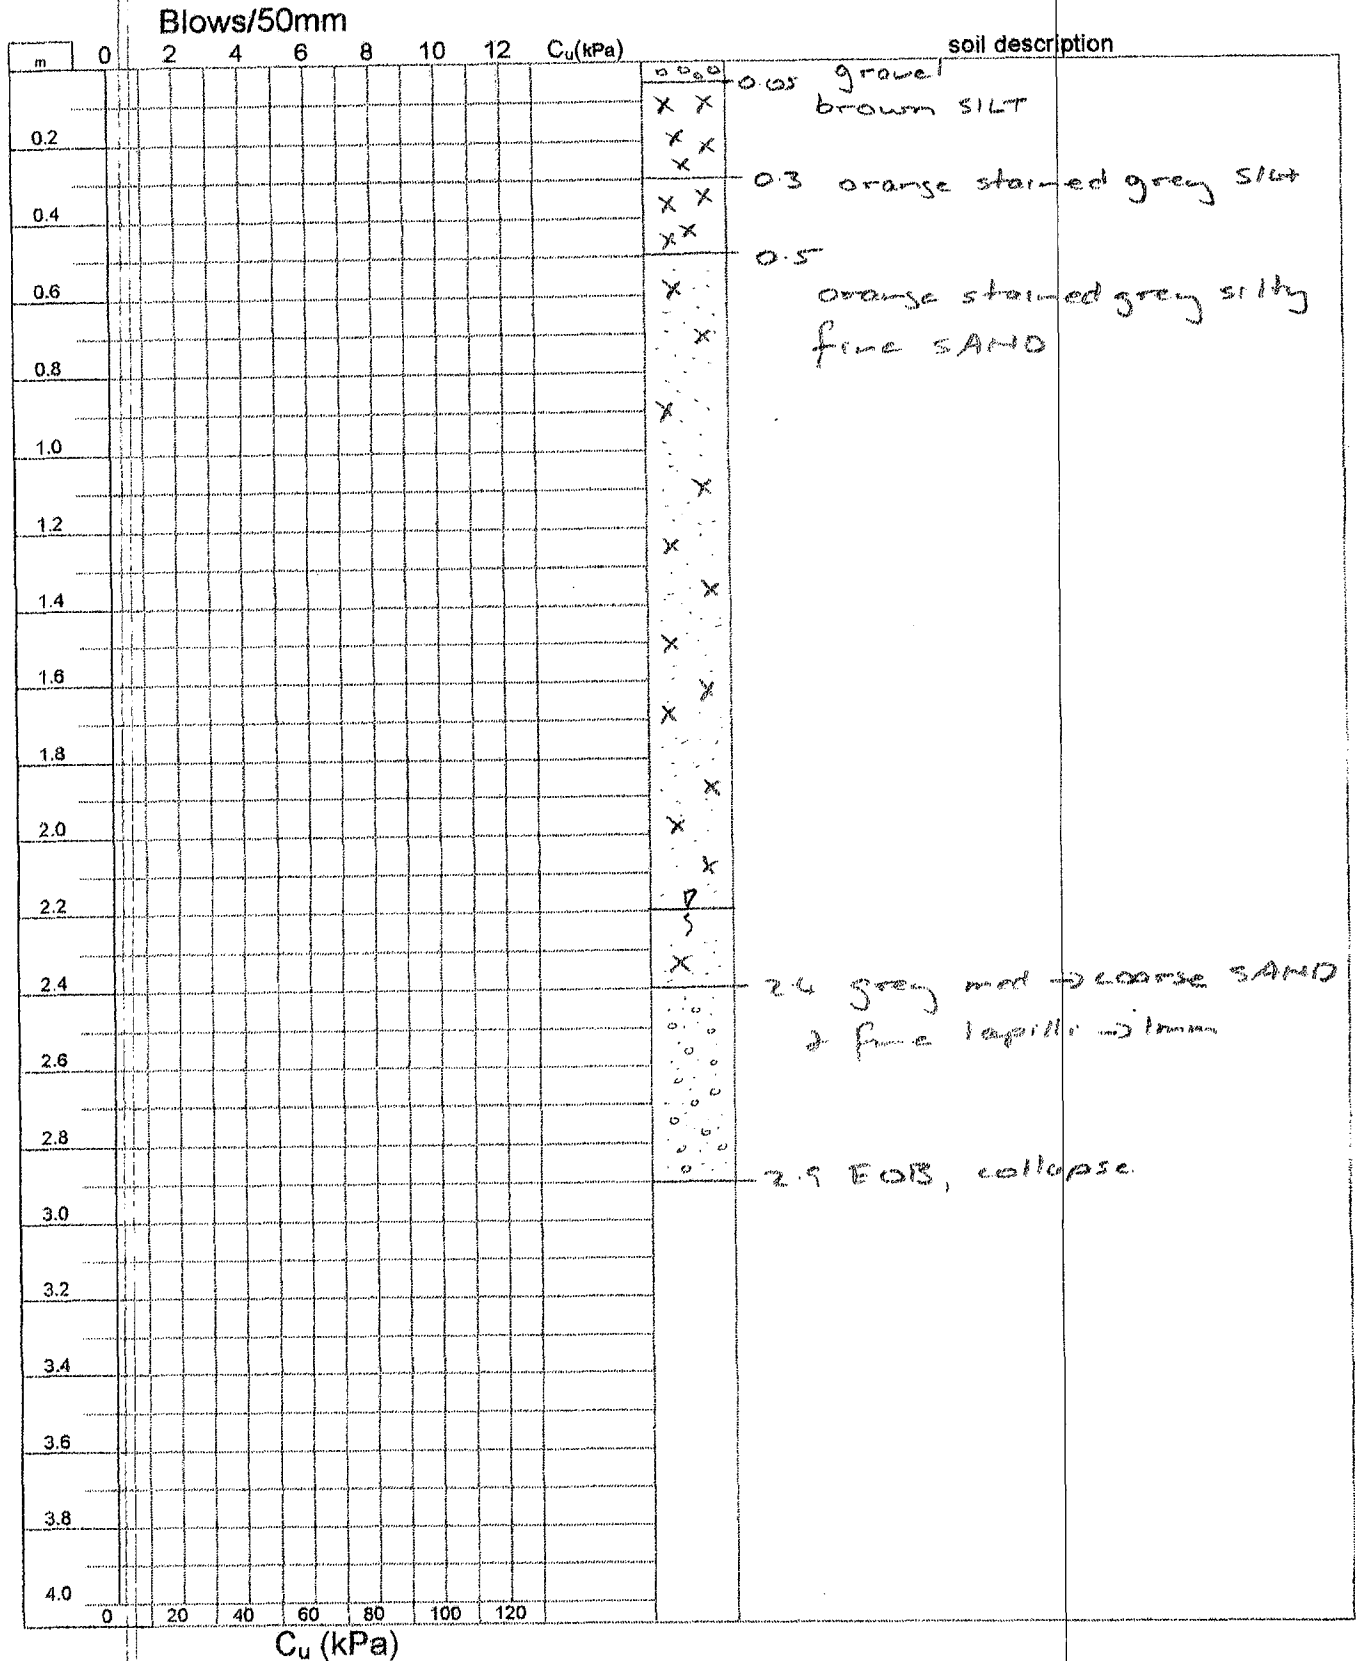 Blows/50mm
m 0 2 4 6 8 10 12 Cu(kPa) soil description
0.05 gravel
brown SILT
0.2
0.3 orange stained grey SILT
0.4
0.5
0.6 orange stained grey silty
fine SAND
0.8
1.0
1.2
1.4
1.6
1.8
2.0
2.2
2.4 2.4 grey med → coarse SAND
& fine lapilli → 1mm
2.6
2.8
2.9 EOB, collapse
3.0
3.2
3.4
3.6
3.8
4.0
0 20 40 60 80 100 120
Cu (kPa)